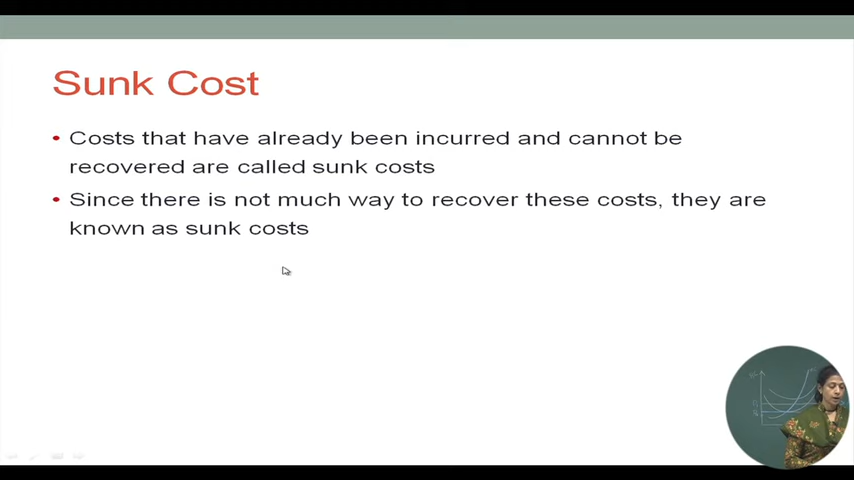 Sunk Cost
• Costs that have already been incurred and cannot be
recovered are called sunk costs
• Since there is not much way to recover these costs, they are
known as sunk costs